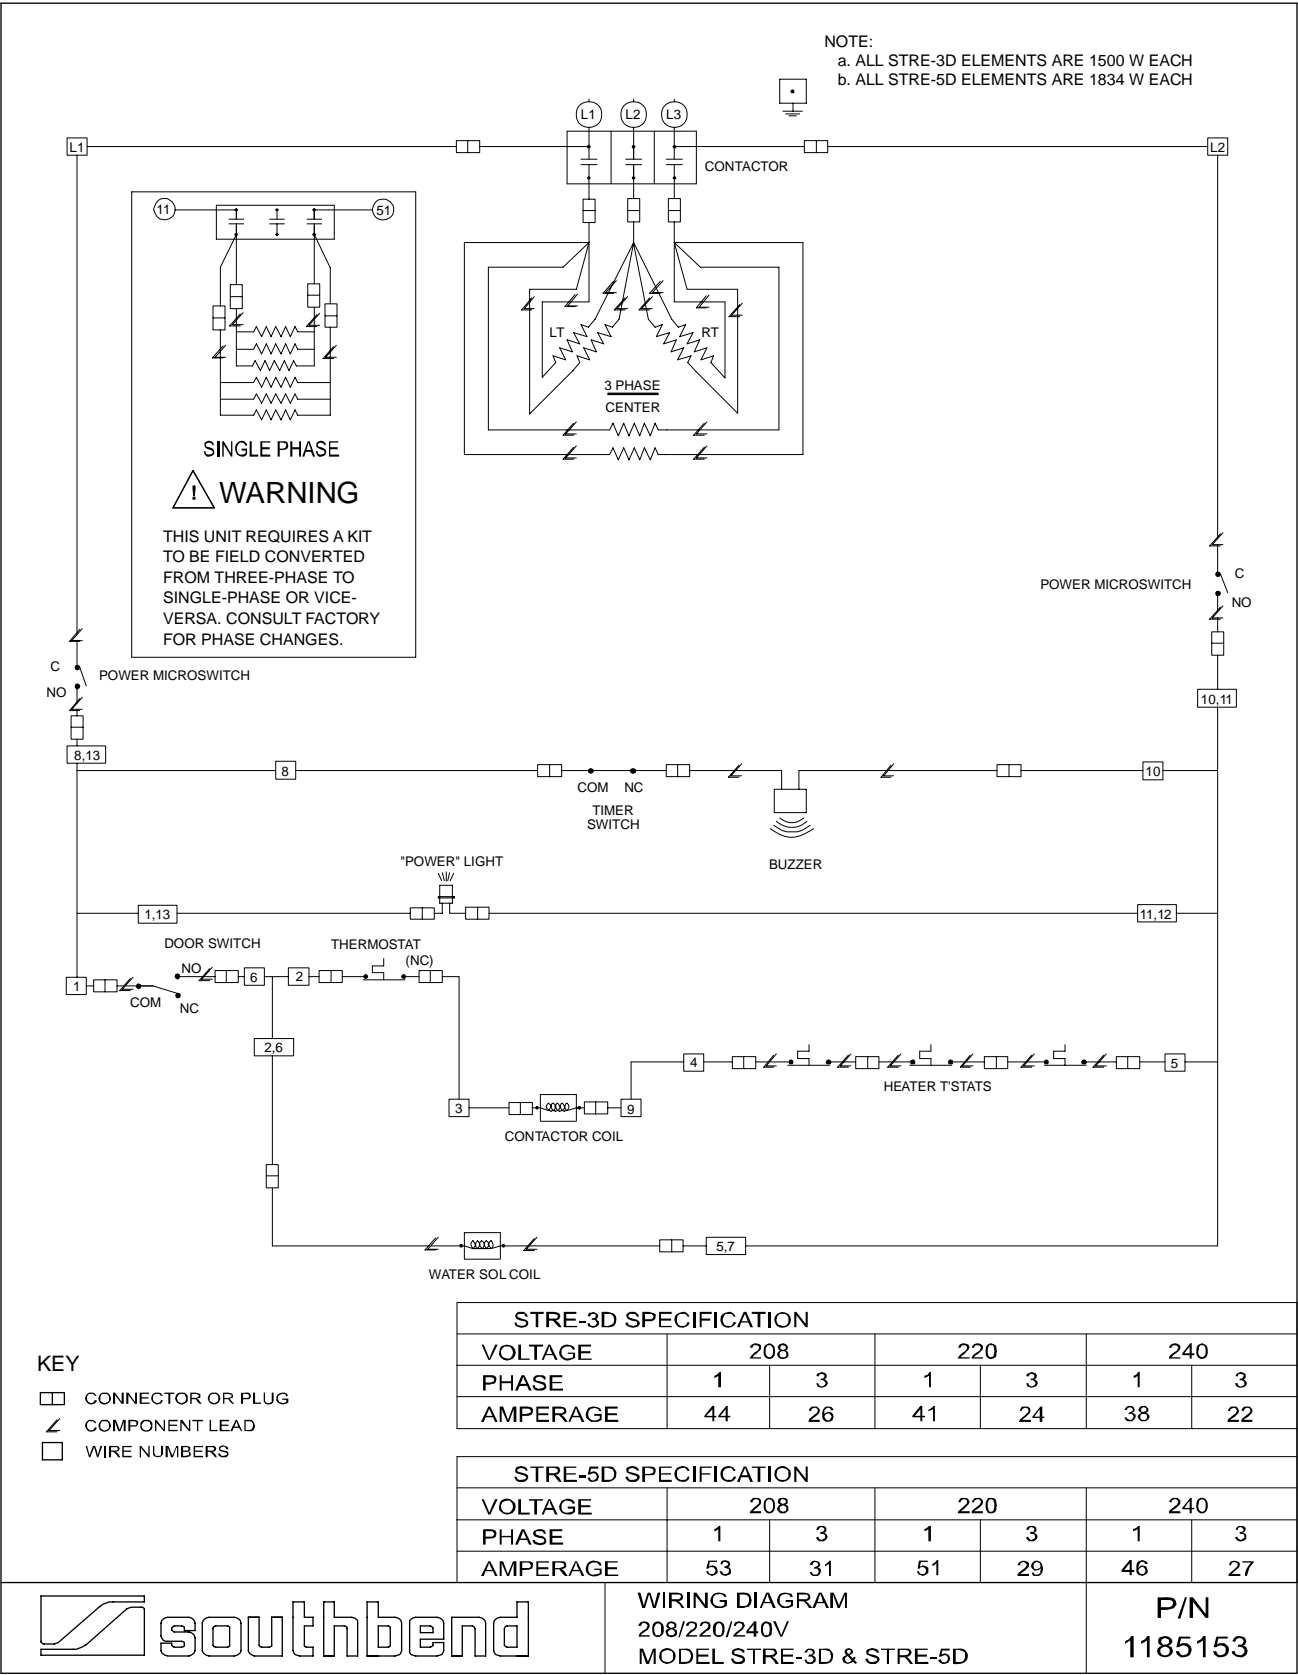 NOTE:
a. ALL STRE-3D ELEMENTS ARE 1500 W EACH
b. ALL STRE-5D ELEMENTS ARE 1834 W EACH
L1 L2 L3
L1
L2
CONTACTOR
11
51
LT
RT
3 PHASE
CENTER
SINGLE PHASE
! WARNING
THIS UNIT REQUIRES A KIT
TO BE FIELD CONVERTED
FROM THREE-PHASE TO
SINGLE-PHASE OR VICE-
VERSA. CONSULT FACTORY
FOR PHASE CHANGES.
C
POWER MICROSWITCH
NO
C
POWER MICROSWITCH
NO
10,11
8,13
8
COM NC
TIMER
SWITCH
10
BUZZER
"POWER" LIGHT
1,13
11,12
DOOR SWITCH
THERMOSTAT
(NC)
NO
1
6
2
COM
NC
2,6
4
5
HEATER T'STATS
3
9
CONTACTOR COIL
5,7
WATER SOL COIL
STRE-3D SPECIFICATION
VOLTAGE 208 220 240
PHASE 1 3 1 3 1 3
AMPERAGE 44 26 41 24 38 22
KEY
CONNECTOR OR PLUG
COMPONENT LEAD
WIRE NUMBERS
STRE-5D SPECIFICATION
VOLTAGE 208 220 240
PHASE 1 3 1 3 1 3
AMPERAGE 53 31 51 29 46 27
southbend
WIRING DIAGRAM
208/220/240V
MODEL STRE-3D & STRE-5D
P/N
1185153